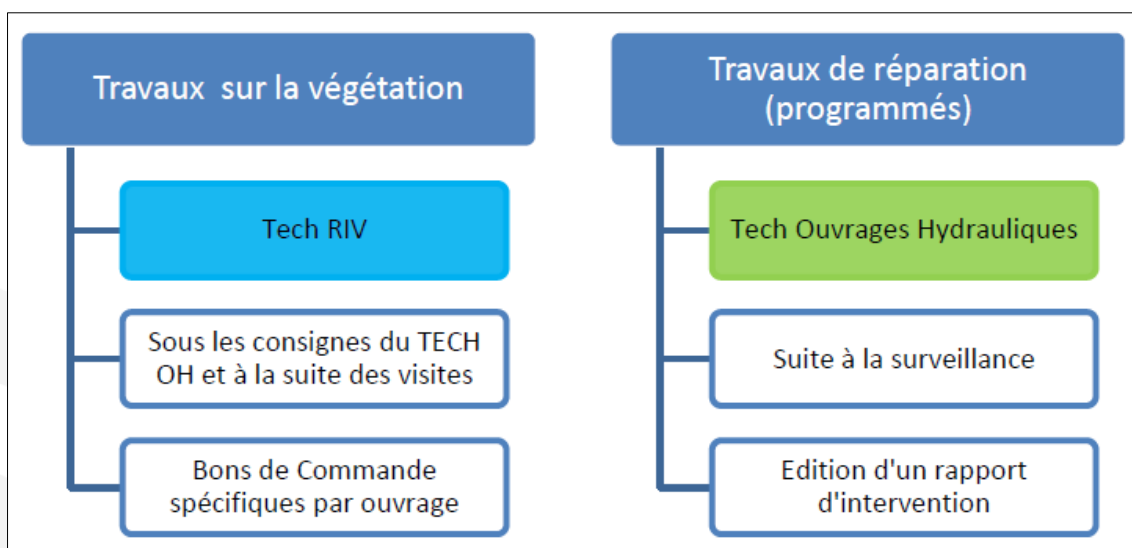 Travaux sur la végétation
Tech RIV
Sous les consignes du TECH
OH et à la suite des visites
Bons de Commande
spécifiques par ouvrage
Travaux de réparation
(programmés)
Tech Ouvrages Hydrauliques
Suite à la surveillance
Edition d'un rapport
d'intervention